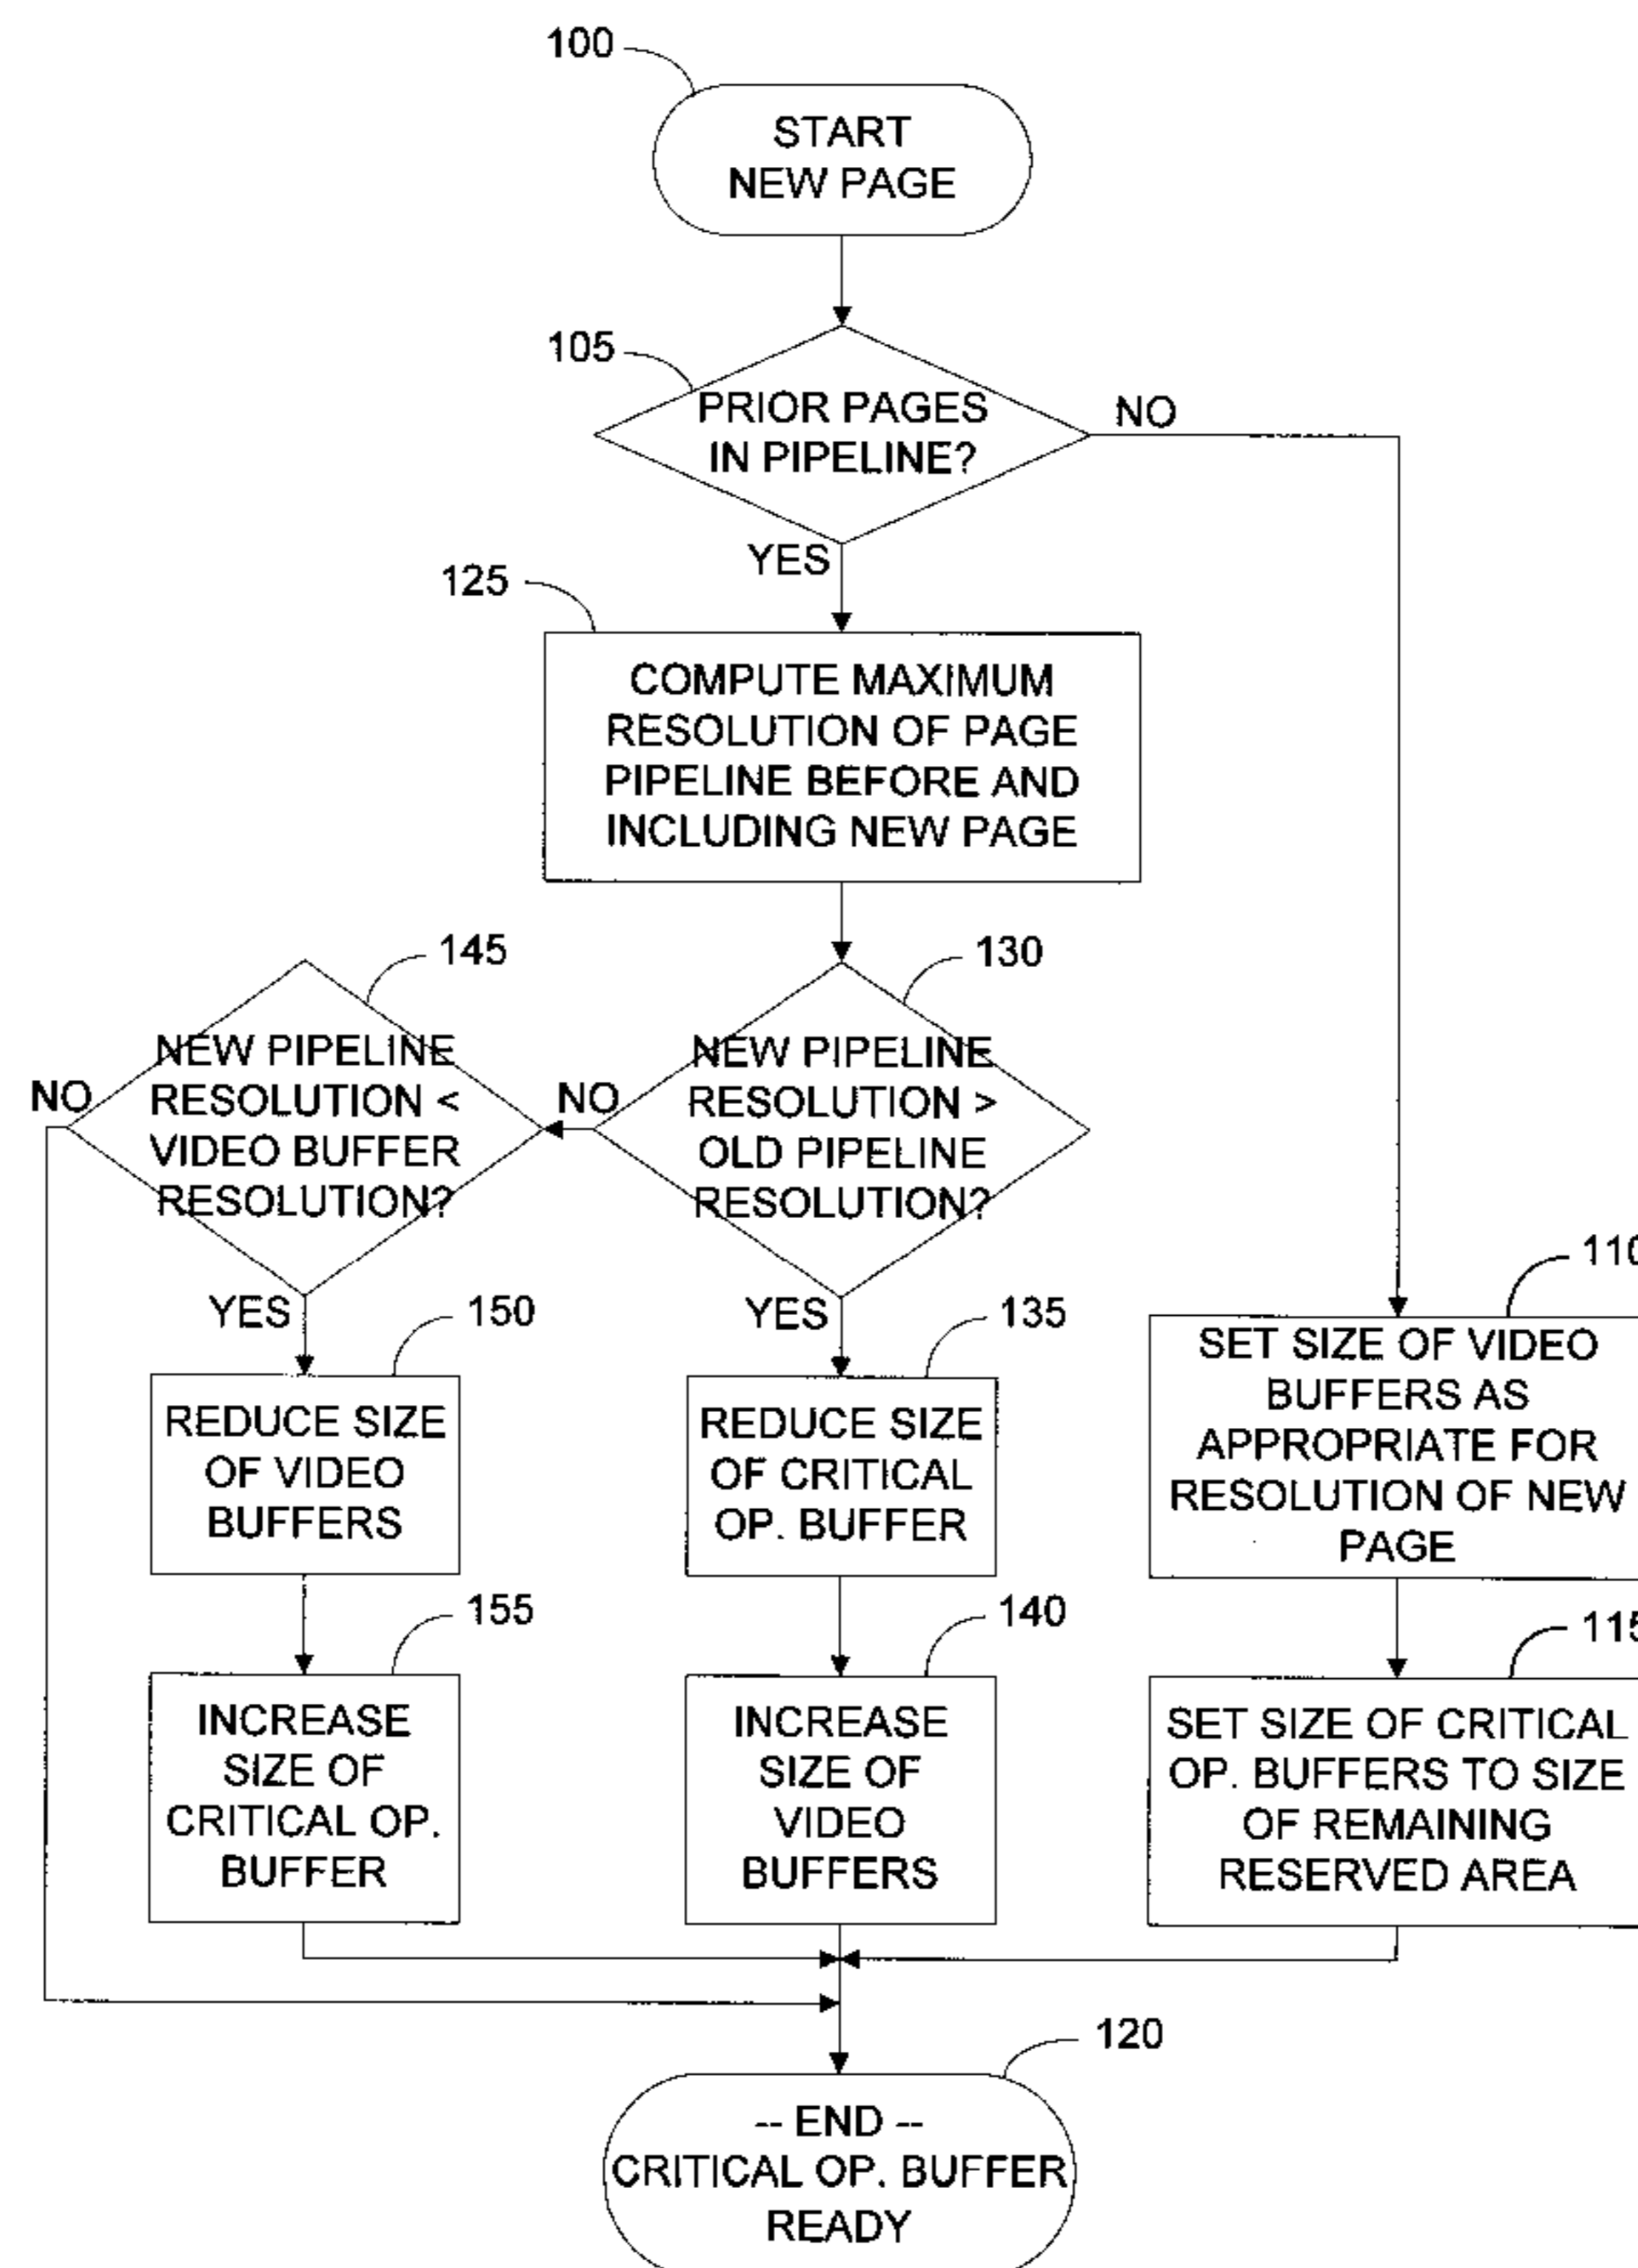 100
START
NEW PAGE
105
PRIOR PAGES
IN PIPELINE?
NO
YES
125
COMPUTE MAXIMUM
RESOLUTION OF PAGE
PIPELINE BEFORE AND
INCLUDING NEW PAGE
145
NEW PIPELINE
RESOLUTION <
VIDEO BUFFER
RESOLUTION?
NO
YES
130
NEW PIPELINE
RESOLUTION >
OLD PIPELINE
RESOLUTION?
NO
YES
110
SET SIZE OF VIDEO
BUFFERS AS
APPROPRIATE FOR
RESOLUTION OF NEW
PAGE
150
REDUCE SIZE
OF VIDEO
BUFFERS
135
REDUCE SIZE
OF CRITICAL
OP. BUFFER
155
INCREASE
SIZE OF
CRITICAL OP.
BUFFER
140
INCREASE
SIZE OF
VIDEO
BUFFERS
115
SET SIZE OF CRITICAL
OP. BUFFERS TO SIZE
OF REMAINING
RESERVED AREA
120
-- END --
CRITICAL OP. BUFFER
READY